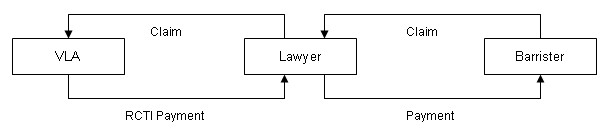 Claim
Claim
VLA
Lawyer
Barrister
RCTI Payment
Payment